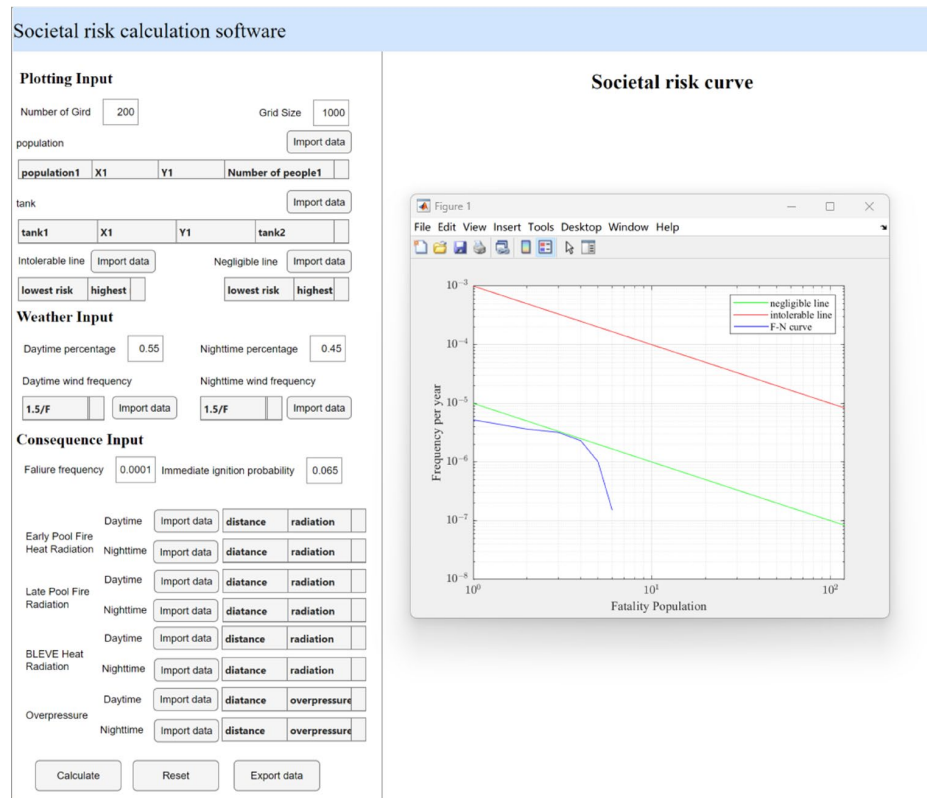 Societal risk calculation software
Plotting Input
Number of Gird 200 Grid Size 1000
population Import data
population1 X1 Y1 Number of people1
tank Import data
tank1 X1 Y1 tank2
Intolerable line Import data Negligible line Import data
lowest risk highest lowest risk highest
Weather Input
Daytime percentage 0.55 Nighttime percentage 0.45
Daytime wind frequency Nighttime wind frequency
1.5/F Import data 1.5/F Import data
Consequence Input
Faliure frequency 0.0001 Immediate ignition probability 0.065
Early Pool Fire
Heat Radiation
Daytime Import data distance radiation
Nighttime Import data diatance radiation
Late Pool Fire
Radiation
Daytime Import data diatance radiation
Nighttime Import data diatance radiation
BLEVE Heat
Radiation
Daytime Import data distance radiation
Nighttime Import data diatance radiation
Overpressure
Daytime Import data diatance overpressure
Nighttime Import data distance overpressure
Calculate Reset Export data
Societal risk curve
Figure 1
File Edit View Insert Tools Desktop Window Help
negligible line
intolerable line
F-N curve
Frequency per year
10⁻³
10⁻⁴
10⁻⁵
10⁻⁶
10⁻⁷
10⁻⁸
10⁰ 10¹ 10²
Fatality Population